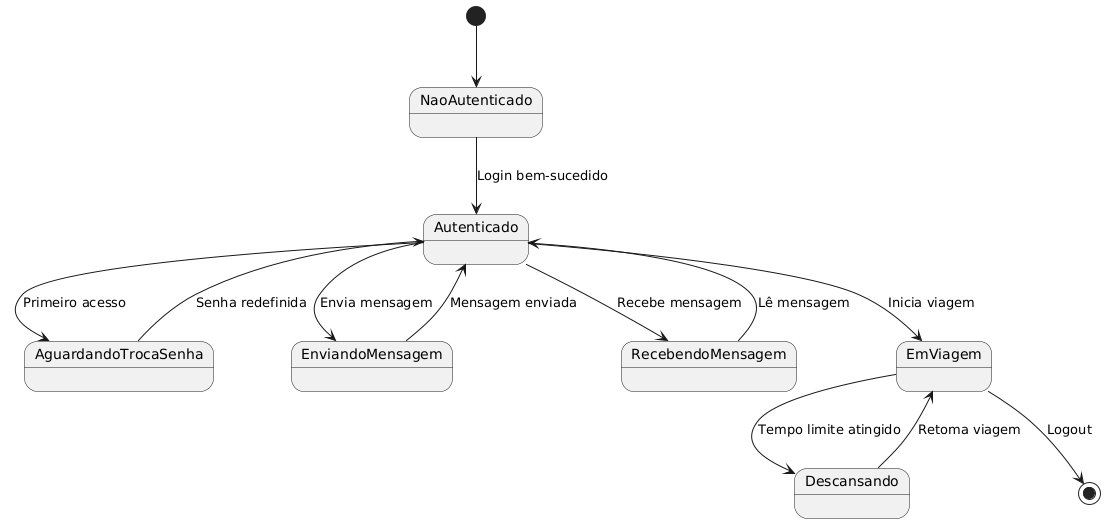 NaoAutenticado
Login bem-sucedido
Autenticado
Primeiro acesso
Senha redefinida
Envia mensagem
Mensagem enviada
Recebe mensagem
Lê mensagem
Inicia viagem
AguardandoTrocaSenha
EnviandoMensagem
RecebendoMensagem
EmViagem
Tempo limite atingido
Retoma viagem
Logout
Descansando